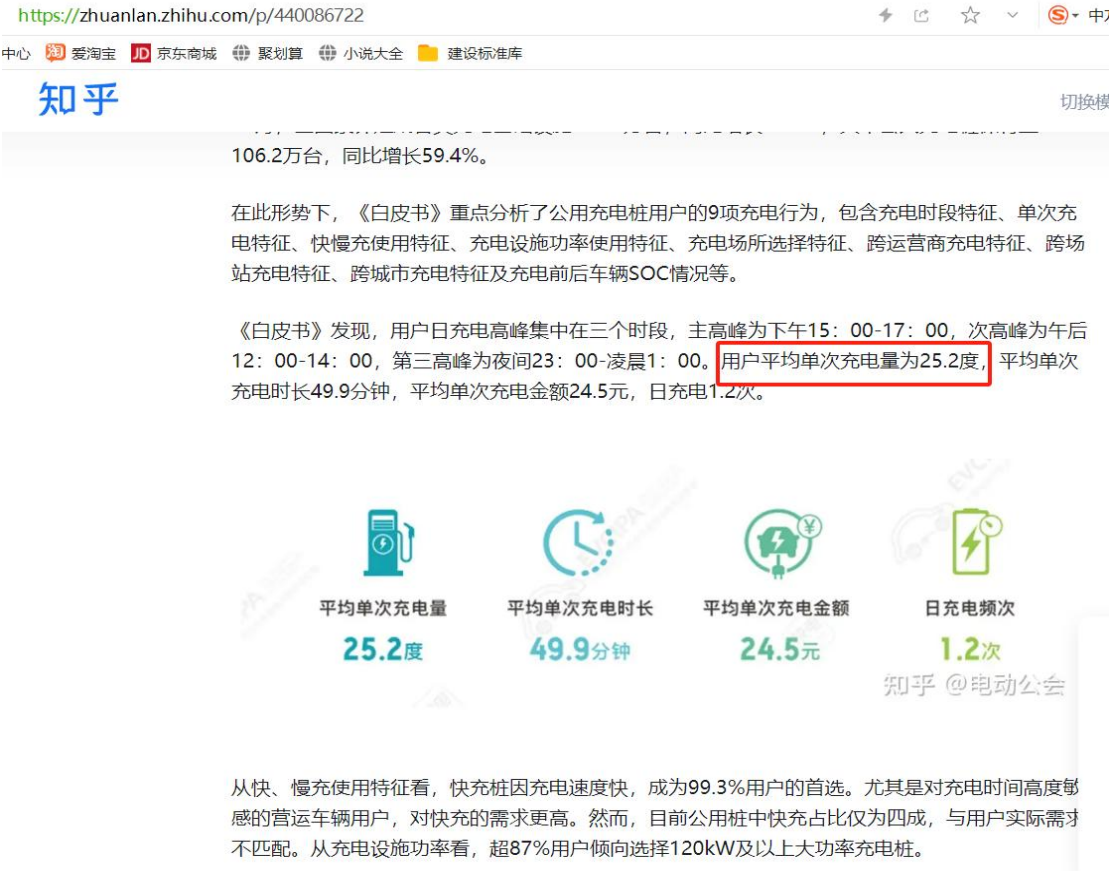 https://zhuanlan.zhihu.com/p/440086722
中
中心 淘 爱淘宝 JD 京东商城 聚划算 小说大全 建设标准库
知乎
切换模
106.2万台，同比增长59.4%。
在此形势下，《白皮书》重点分析了公用充电桩用户的9项充电行为，包含充电时段特征、单次充
电特征、快慢充使用特征、充电设施功率使用特征、充电场所选择特征、跨运营商充电特征、跨场
站充电特征、跨城市充电特征及充电前后车辆SOC情况等。
《白皮书》发现，用户日充电高峰集中在三个时段，主高峰为下午15：00-17：00，次高峰为午后
12：00-14：00，第三高峰为夜间23：00-凌晨1：00。用户平均单次充电量为25.2度，平均单次
充电时长49.9分钟，平均单次充电金额24.5元，日充电1.2次。
平均单次充电量 平均单次充电时长 平均单次充电金额 日充电频次
25.2度 49.9分钟 24.5元 1.2次
知乎 @电动公会
从快、慢充使用特征看，快充桩因充电速度快，成为99.3%用户的首选。尤其是对充电时间高度敏
感的营运车辆用户，对快充的需求更高。然而，目前公用桩中快充占比仅为四成，与用户实际需求
不匹配。从充电设施功率看，超87%用户倾向选择120kW及以上大功率充电桩。